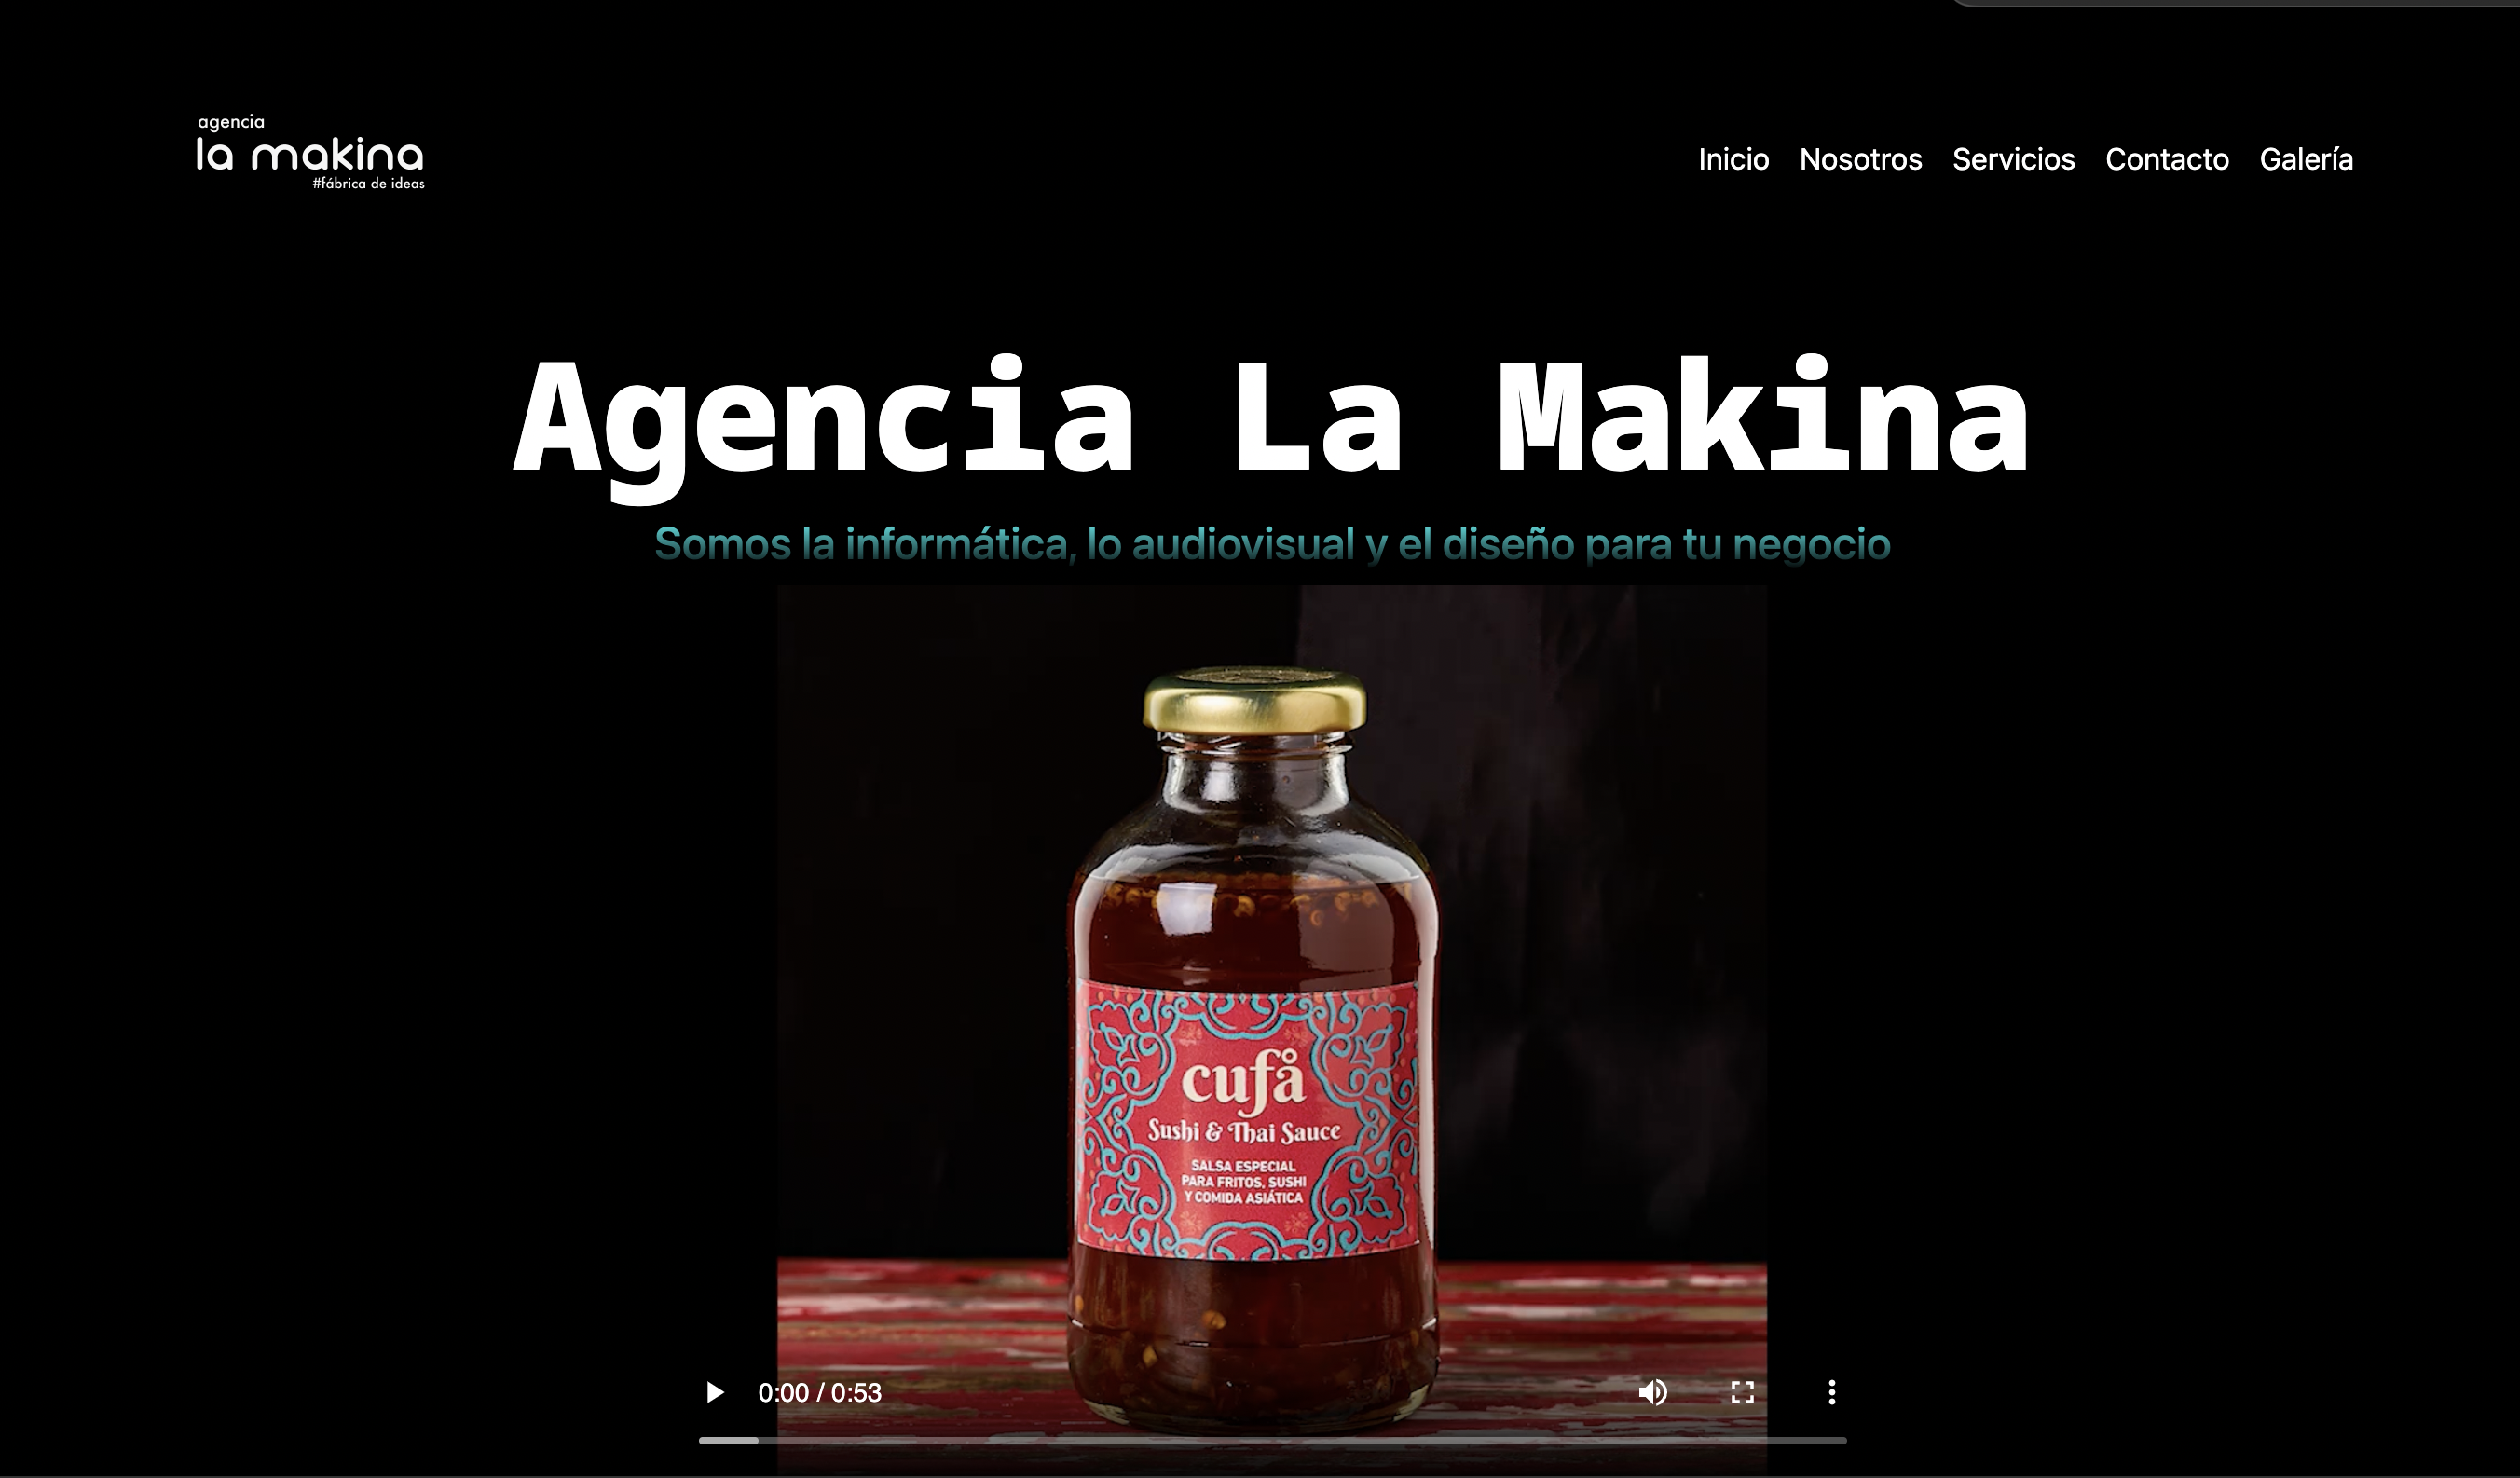 agencia
la makina
#fábrica de ideas
Inicio Nosotros Servicios Contacto Galería
Agencia La Makina
Somos la informática, lo audiovisual y el diseño para tu negocio
cufå
Sushi & Thai Sauce
SALSA ESPECIAL
PARA FRITOS, SUSHI
Y COMIDA ASIÁTICA
0:00 / 0:53